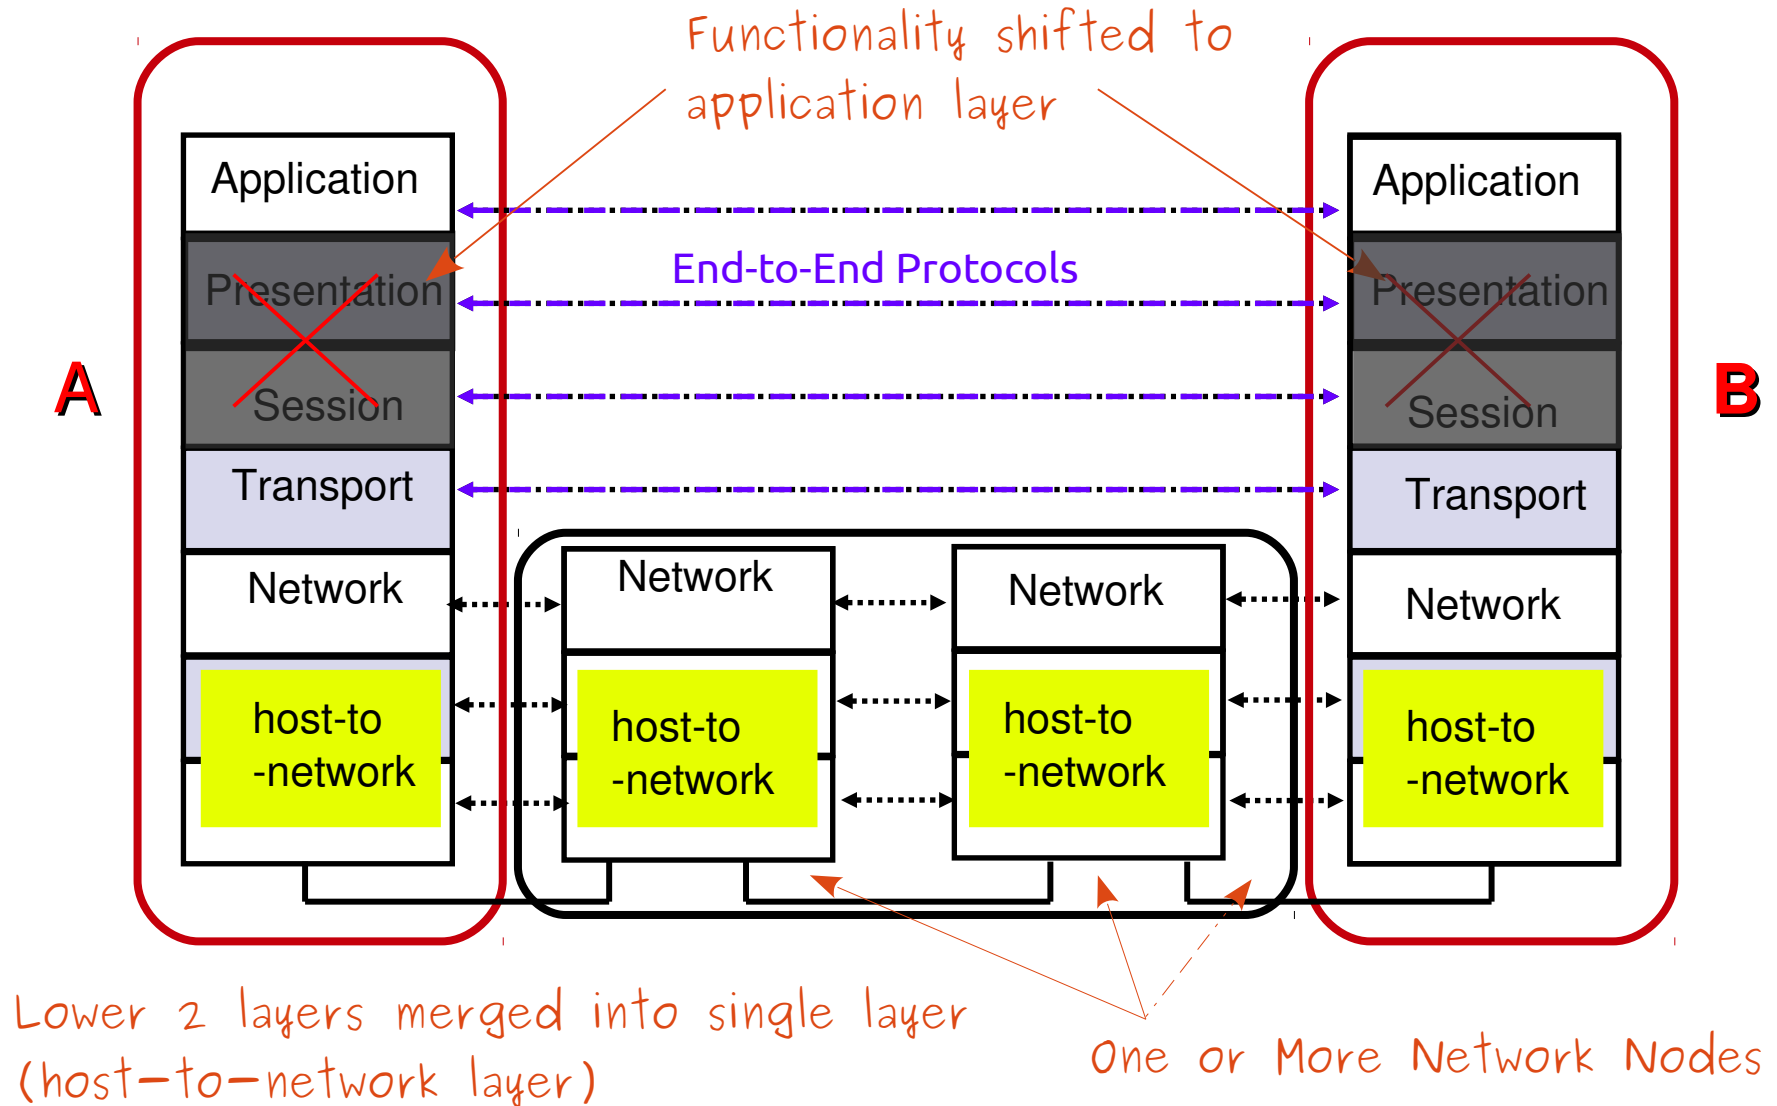 Functionality shifted to
application layer
A
Application
Presentation
Session
Transport
Network
host-to
-network
End-to-End Protocols
Network
host-to
-network
Network
host-to
-network
B
Application
Presentation
Session
Transport
Network
host-to
-network
Lower 2 layers merged into single layer
(host-to-network layer)
One or More Network Nodes